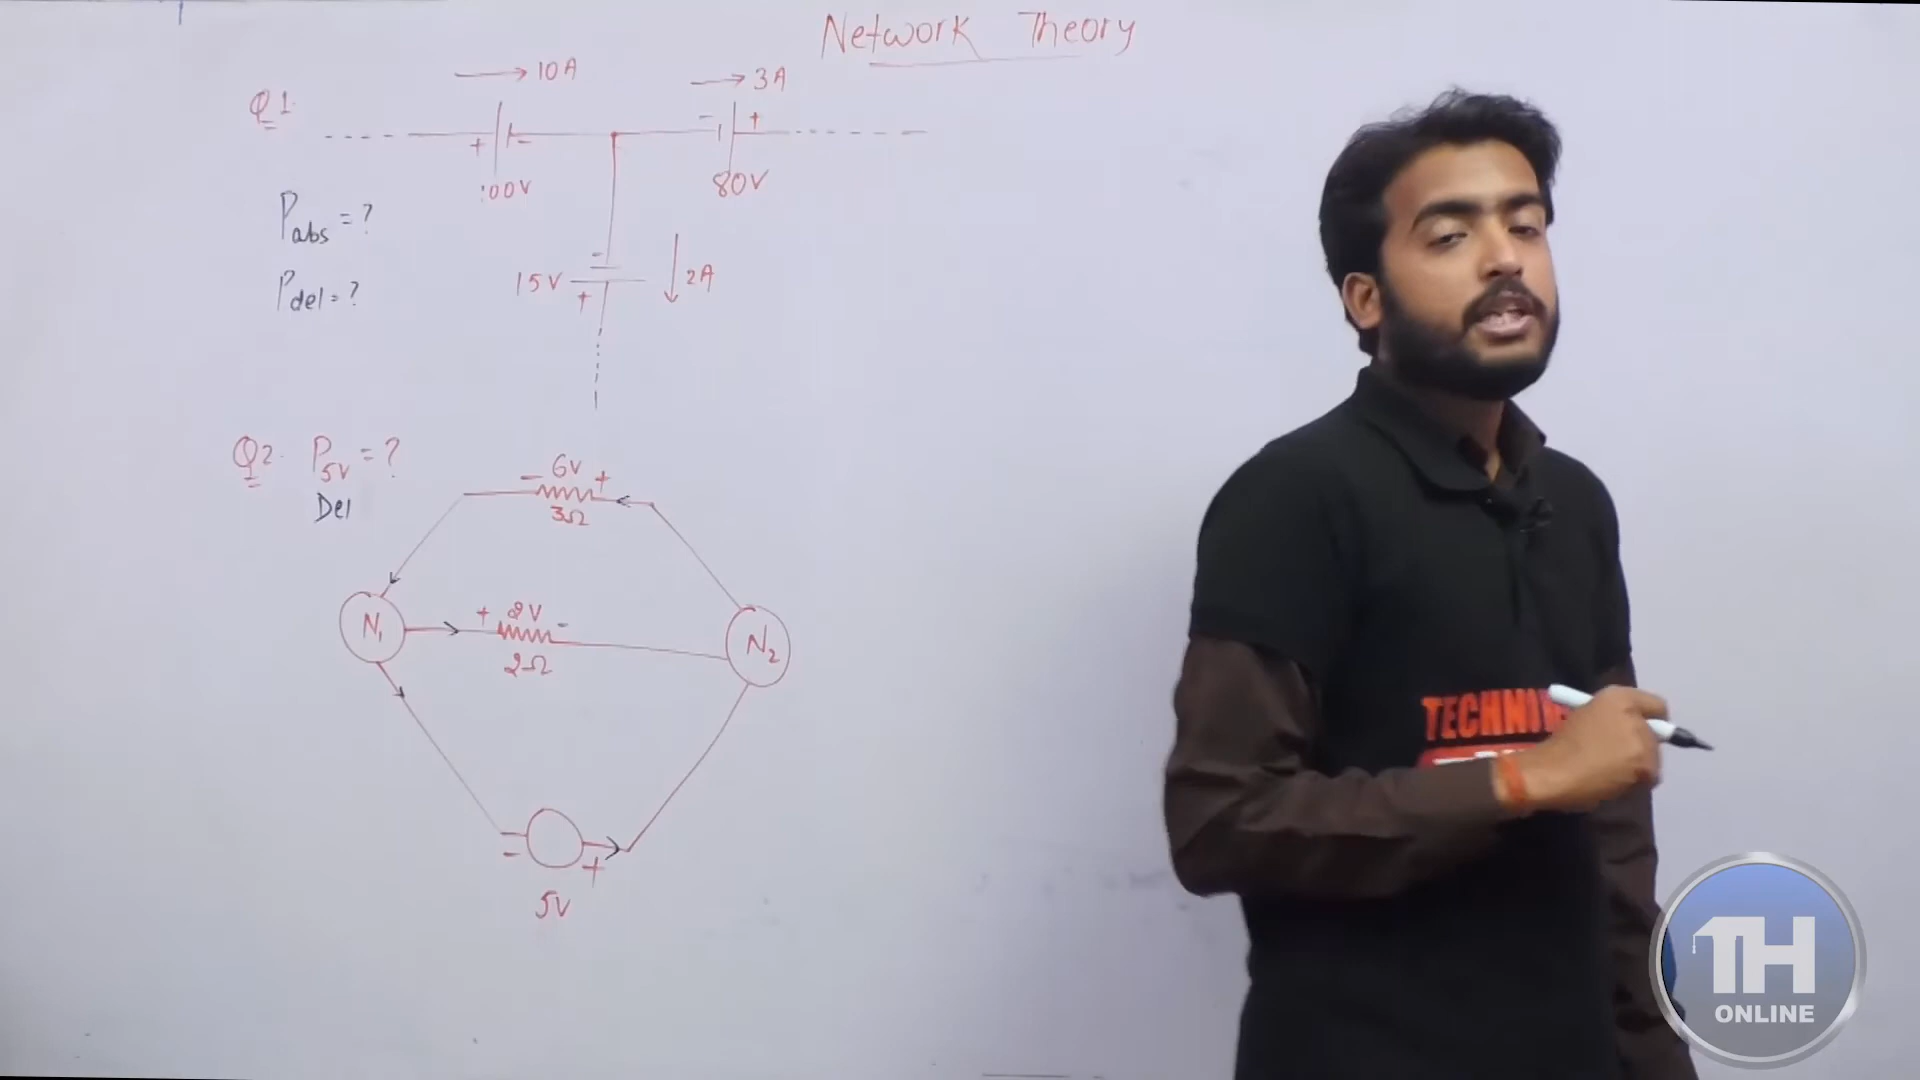 Network Theory
Q1.
→ 10A
→ 3A
+ -
- +
100V
80V
Pabs = ?
Pdel = ?
-
15V
+
2A
Q2. P5V = ?
Del
- 6V +
3Ω
N1
+ 2V -
2Ω
N2
- +
5V
TH
ONLINE